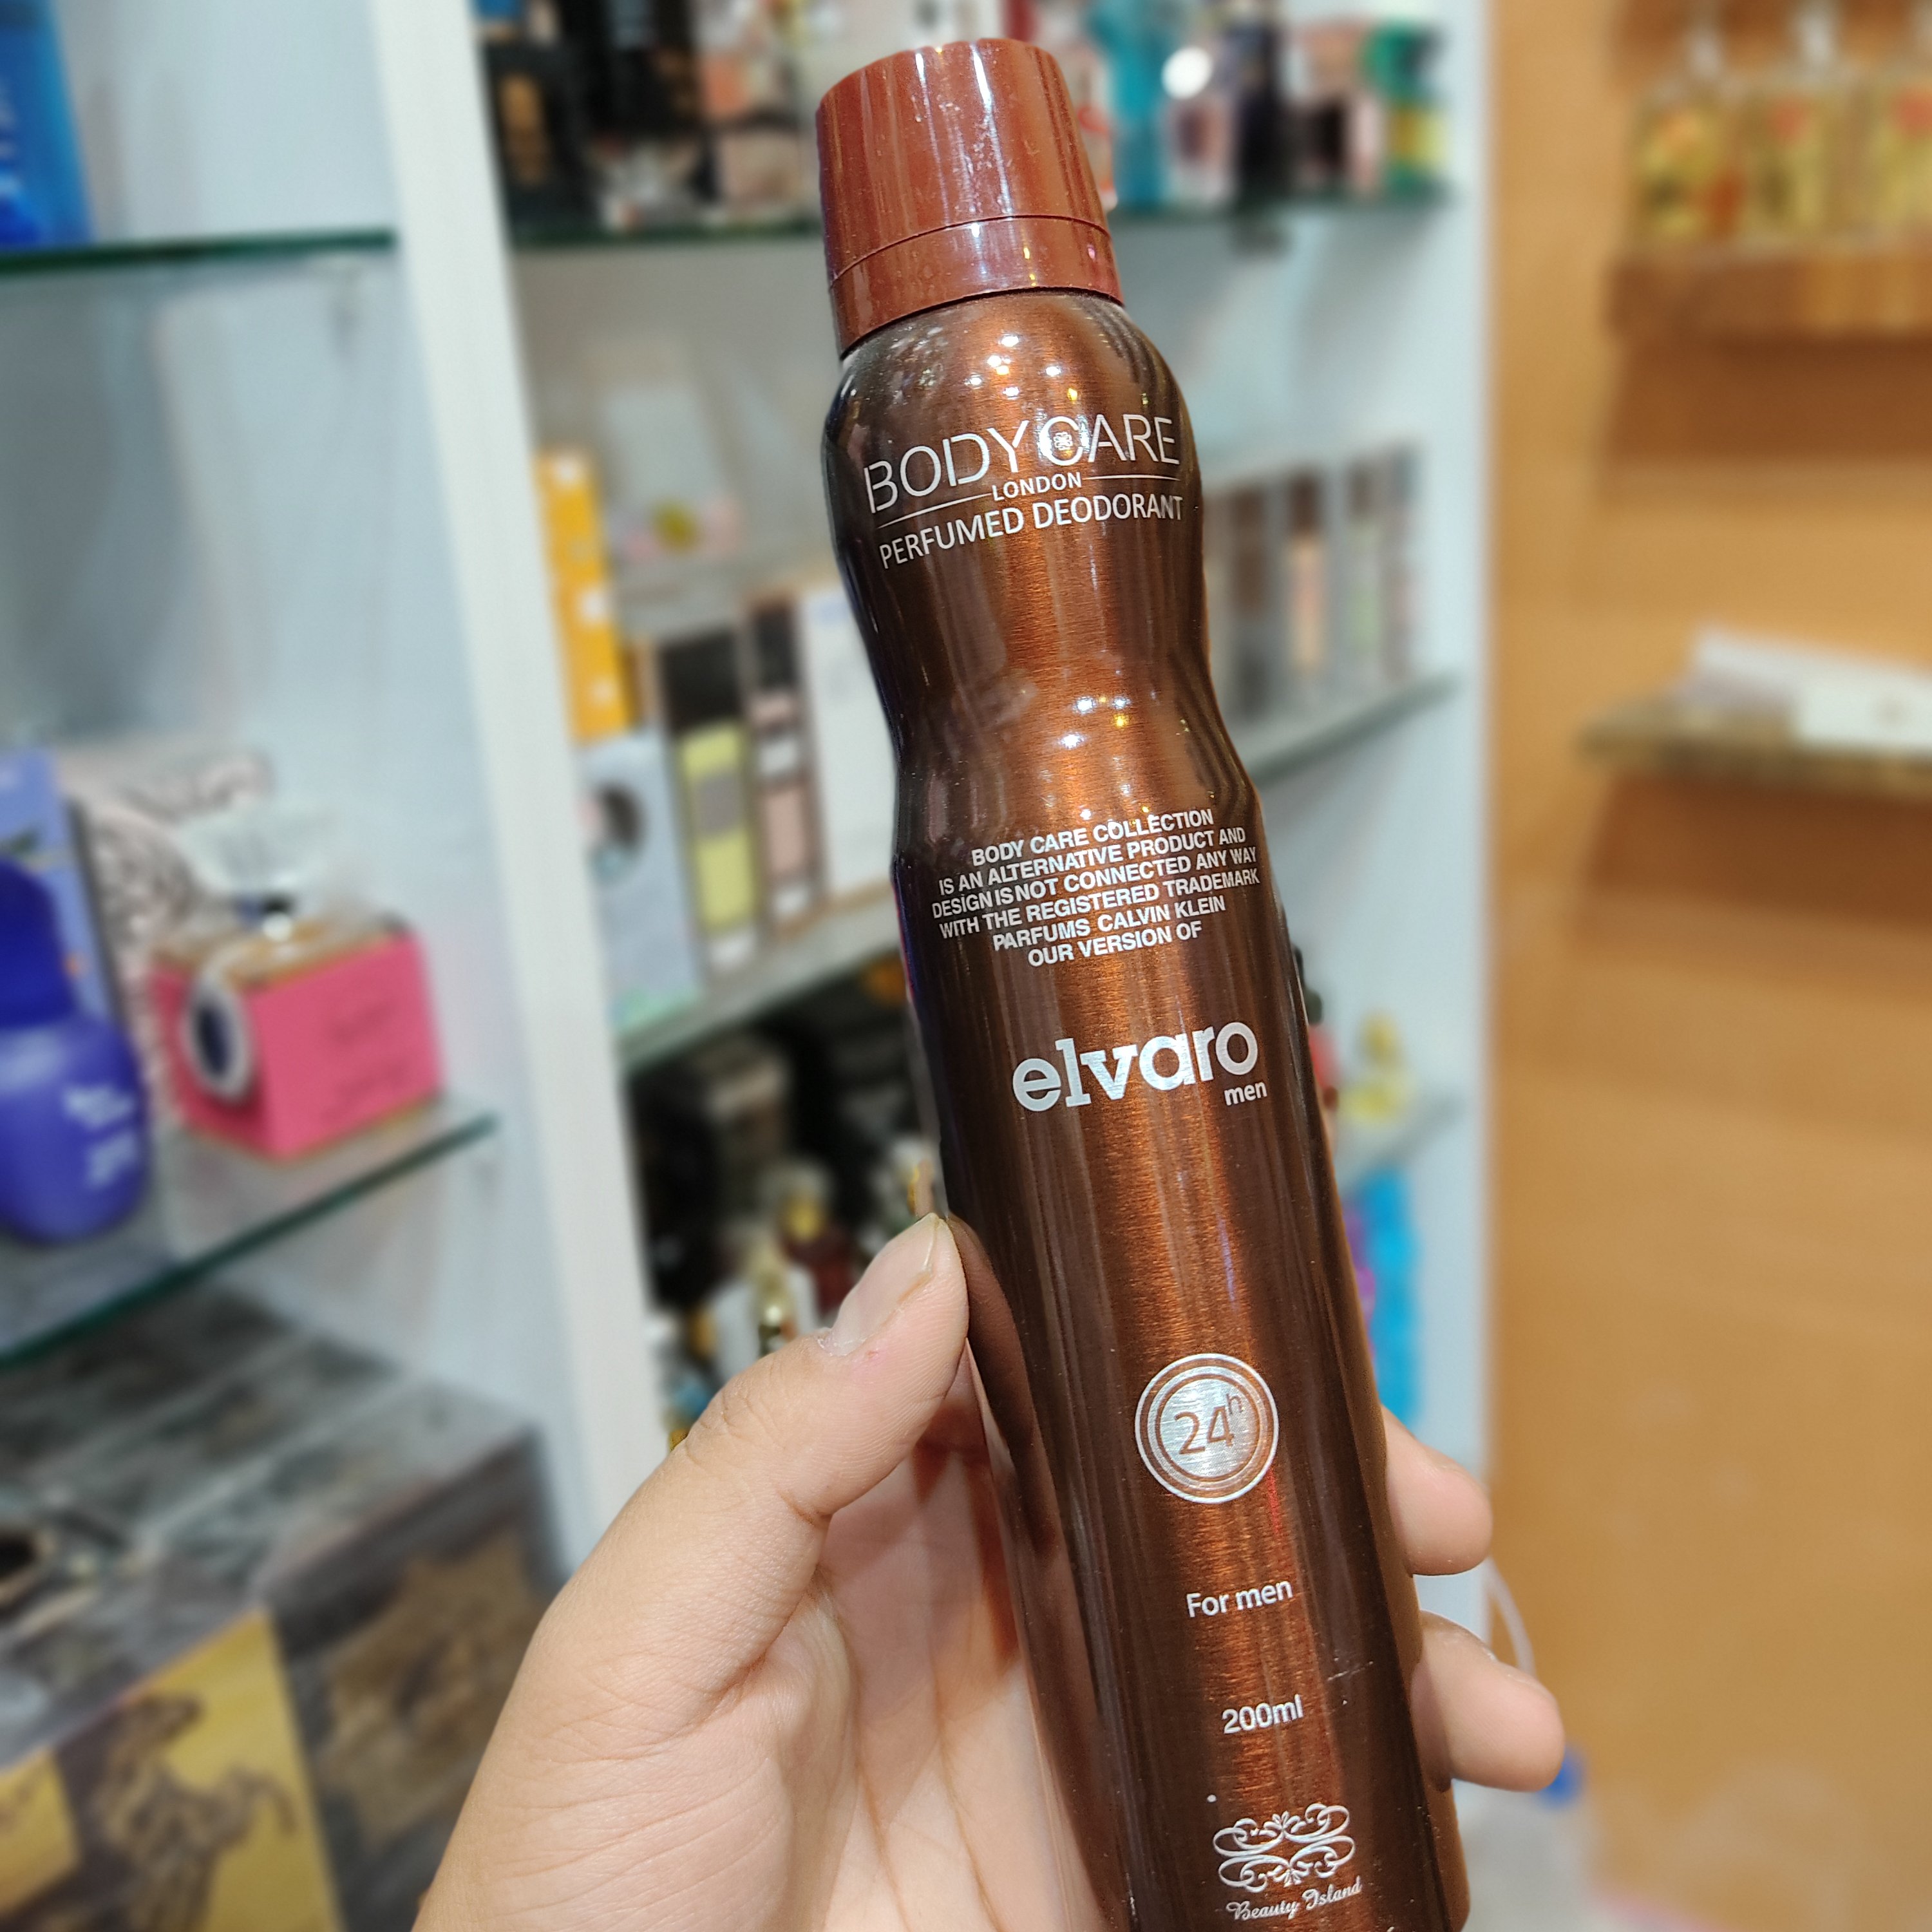 BODY CARE
LONDON
PERFUMED DEODORANT
BODY CARE COLLECTION
IS AN ALTERNATIVE PRODUCT AND
DESIGN IS NOT CONNECTED ANY WAY
WITH THE REGISTERED TRADEMARK
PARFUMS CALVIN KLEIN
OUR VERSION OF
elvaro
men
24h
For men
200ml
Beauty Island